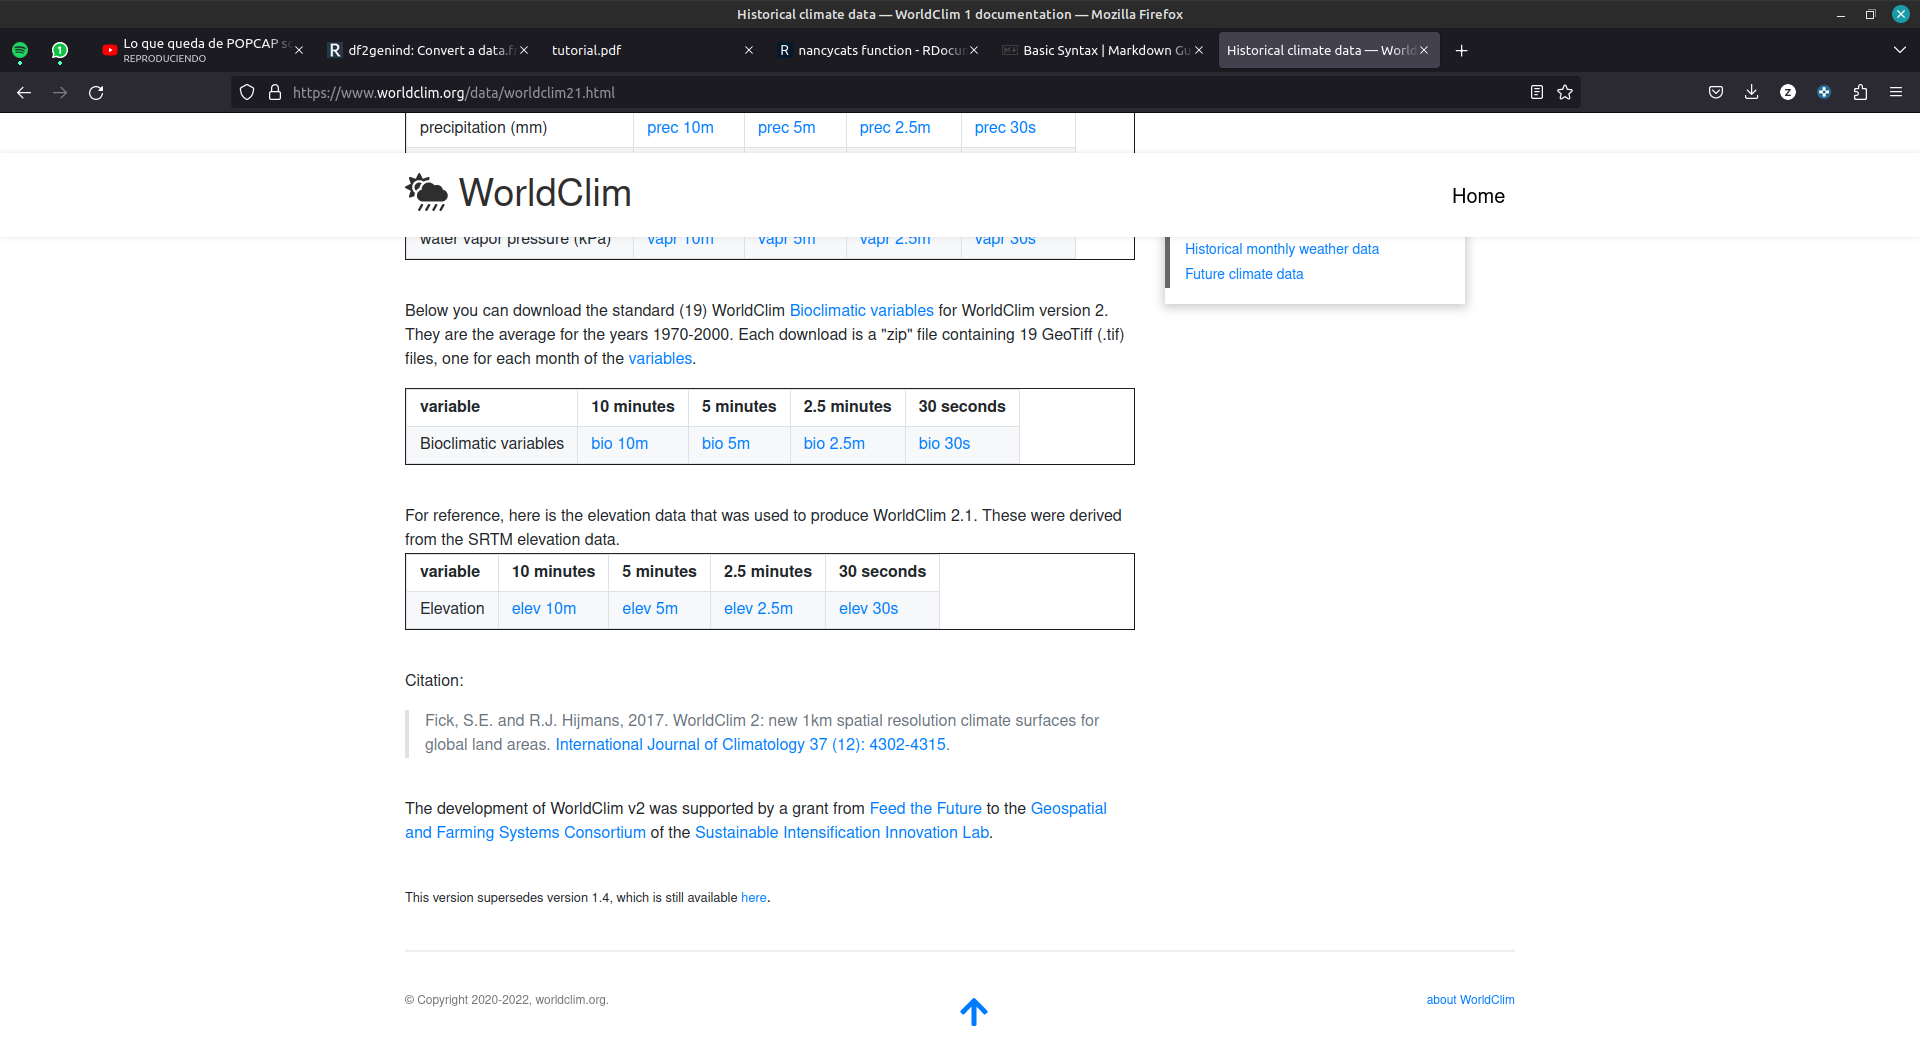 Historical climate data — WorldClim 1 documentation — Mozilla Firefox
Lo que queda de POPCAP
REPRODUCIENDO
df2genind: Convert a data.f
tutorial.pdf
nancycats function - RDocu
Basic Syntax | Markdown Gu
Historical climate data — World
https://www.worldclim.org/data/worldclim21.html
precipitation (mm) prec 10m prec 5m prec 2.5m prec 30s
WorldClim
Home
water vapor pressure (kPa) vapr 10m vapr 5m vapr 2.5m vapr 30s
Historical monthly weather data
Future climate data
Below you can download the standard (19) WorldClim Bioclimatic variables for WorldClim version 2.
They are the average for the years 1970-2000. Each download is a "zip" file containing 19 GeoTiff (.tif)
files, one for each month of the variables.
variable 10 minutes 5 minutes 2.5 minutes 30 seconds
Bioclimatic variables bio 10m bio 5m bio 2.5m bio 30s
For reference, here is the elevation data that was used to produce WorldClim 2.1. These were derived
from the SRTM elevation data.
variable 10 minutes 5 minutes 2.5 minutes 30 seconds
Elevation elev 10m elev 5m elev 2.5m elev 30s
Citation:
Fick, S.E. and R.J. Hijmans, 2017. WorldClim 2: new 1km spatial resolution climate surfaces for
global land areas. International Journal of Climatology 37 (12): 4302-4315.
The development of WorldClim v2 was supported by a grant from Feed the Future to the Geospatial
and Farming Systems Consortium of the Sustainable Intensification Innovation Lab.
This version supersedes version 1.4, which is still available here.
© Copyright 2020-2022, worldclim.org.
about WorldClim